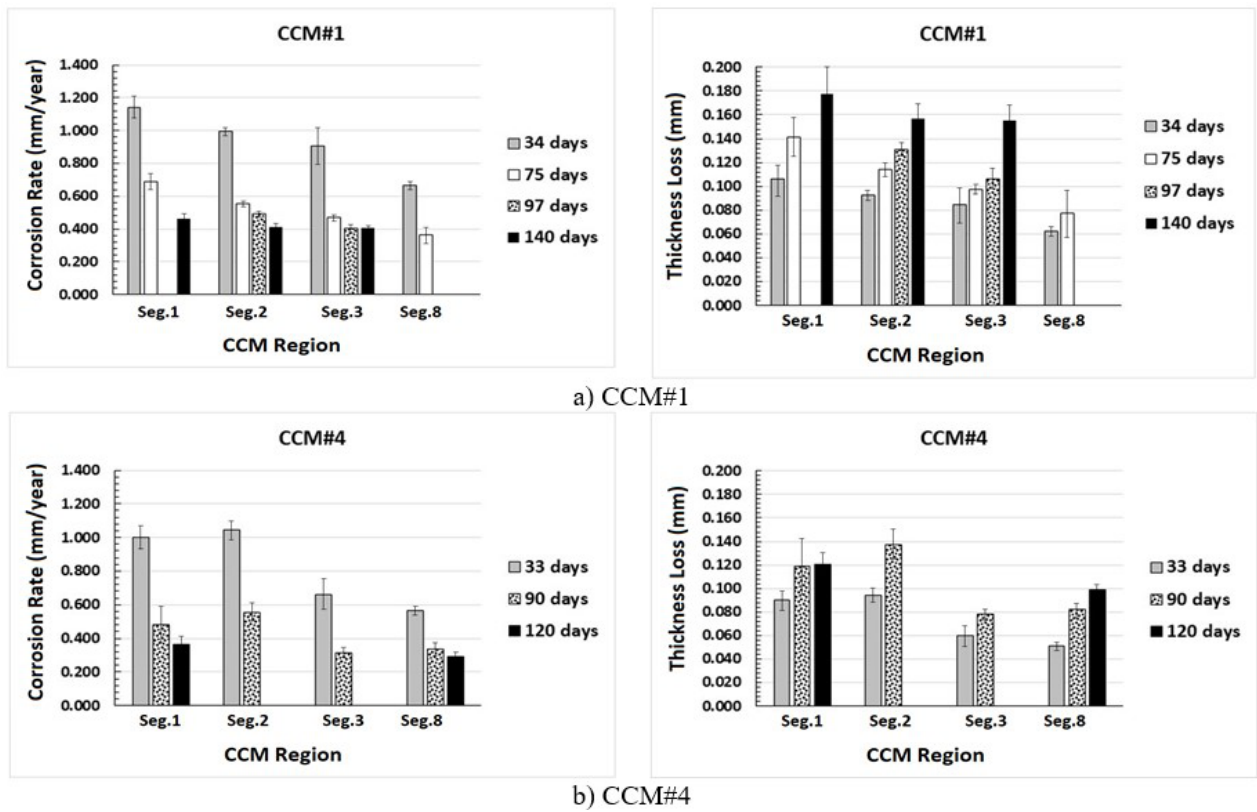 CCM#1
Corrosion Rate (mm/year)
1.400
1.200
1.000
0.800
0.600
0.400
0.200
0.000
Seg.1 Seg.2 Seg.3 Seg.8
CCM Region
34 days
75 days
97 days
140 days
CCM#1
Thickness Loss (mm)
0.200
0.180
0.160
0.140
0.120
0.100
0.080
0.060
0.040
0.020
0.000
Seg.1 Seg.2 Seg.3 Seg.8
CCM Region
34 days
75 days
97 days
140 days
a) CCM#1
CCM#4
Corrosion Rate (mm/year)
1.400
1.200
1.000
0.800
0.600
0.400
0.200
0.000
Seg.1 Seg.2 Seg.3 Seg.8
CCM Region
33 days
90 days
120 days
CCM#4
Thickness Loss (mm)
0.200
0.180
0.160
0.140
0.120
0.100
0.080
0.060
0.040
0.020
0.000
Seg.1 Seg.2 Seg.3 Seg.8
CCM Region
33 days
90 days
120 days
b) CCM#4